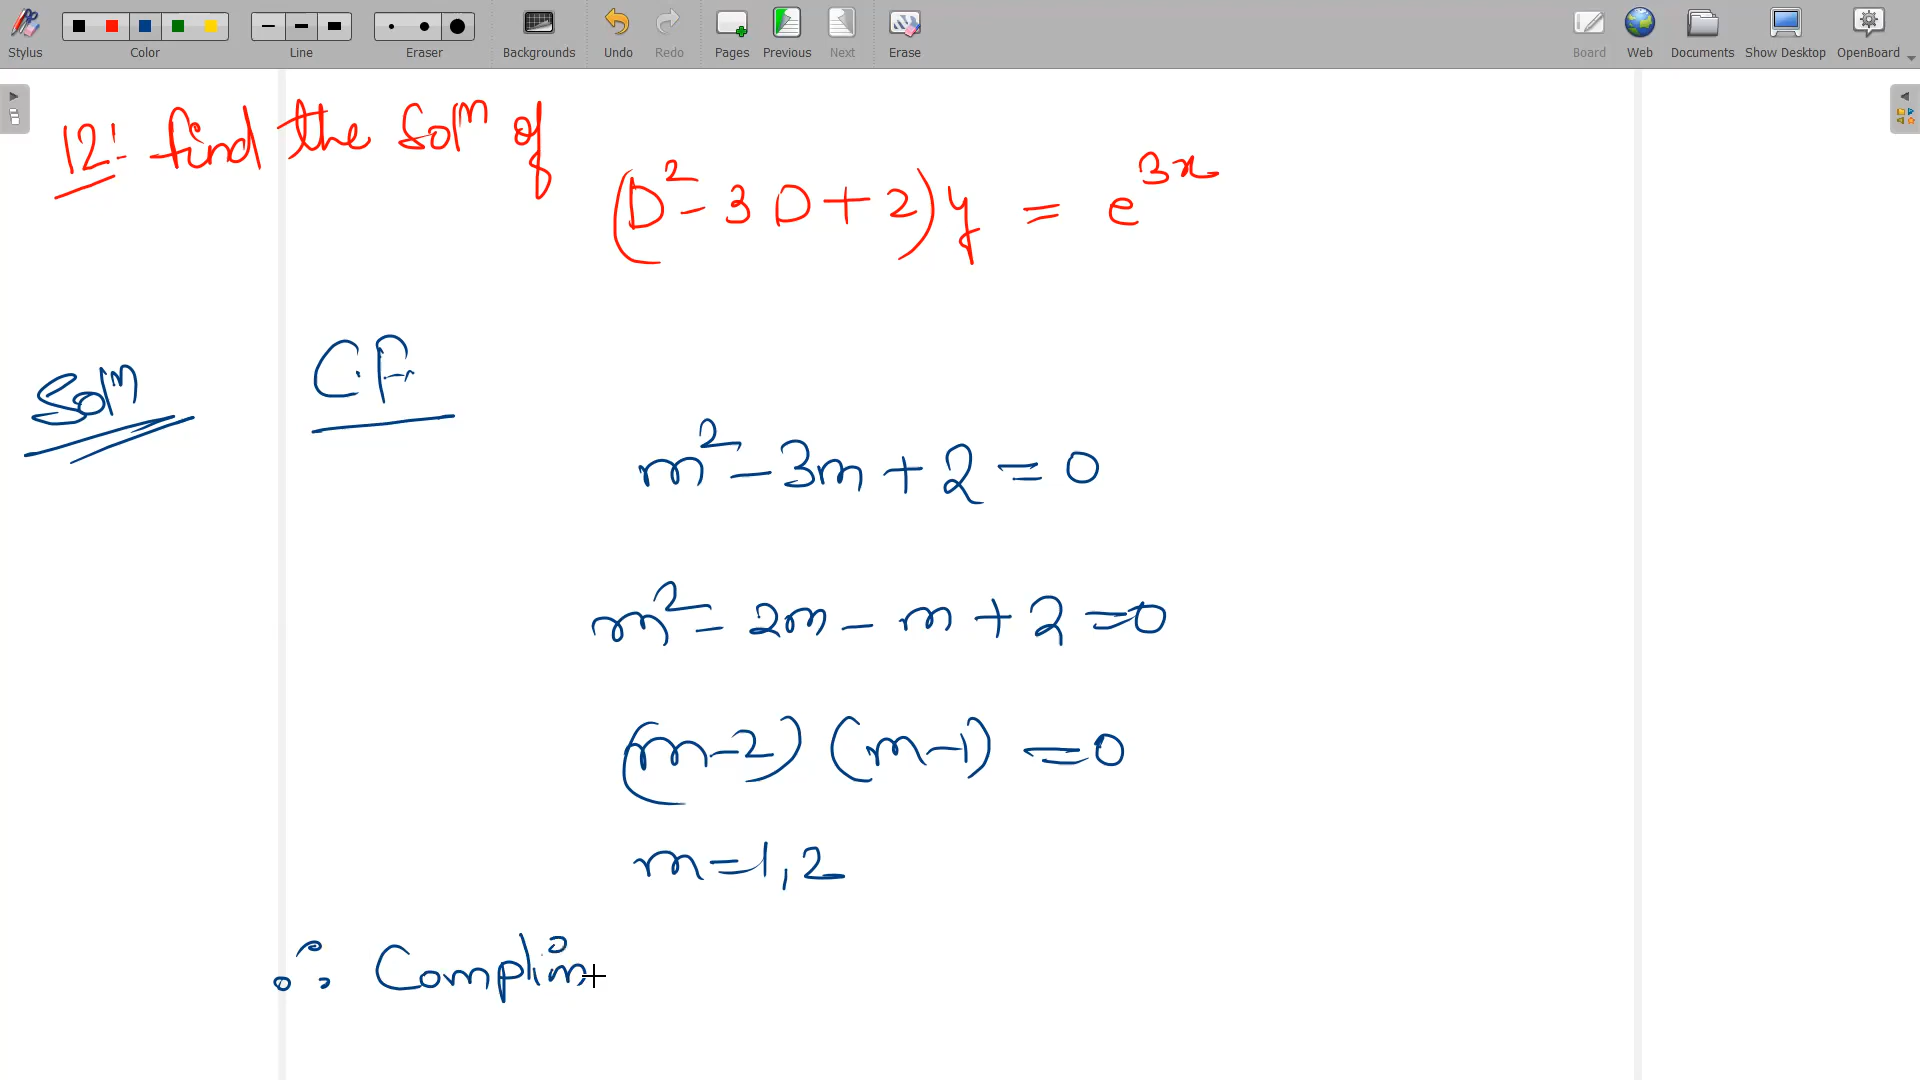 Stylus Color Line Eraser Backgrounds Undo Redo Pages Previous Next Erase Board Web Documents Show Desktop OpenBoard
12:- find the Solⁿ of
(D² - 3D + 2)y = e³ˣ
Solⁿ
C.F.
m² - 3m + 2 = 0
m² - 2m - m + 2 = 0
(m-2) (m-1) = 0
m = 1, 2
∴ Complim